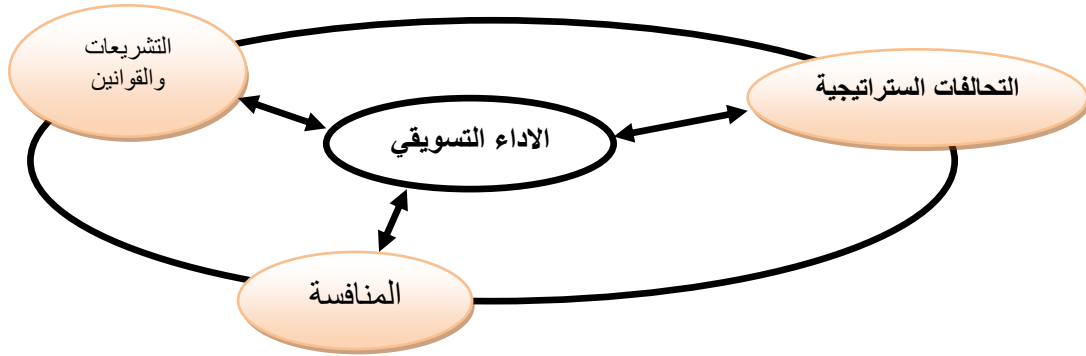 التشريعات
والقوانين
التحالفات الستراتيجية
الاداء التسويقي
المنافسة